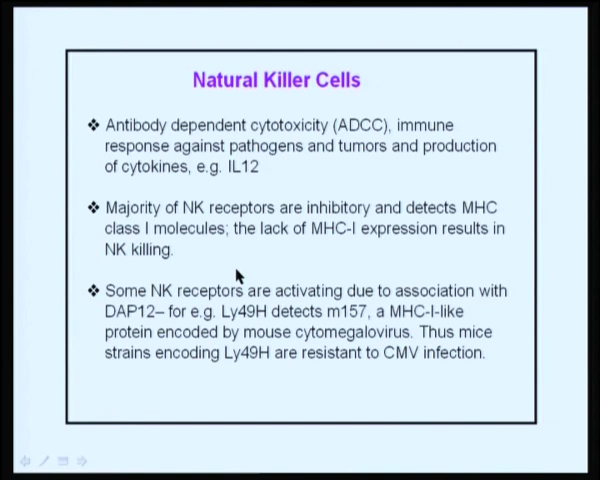 Natural Killer Cells
❖ Antibody dependent cytotoxicity (ADCC), immune
response against pathogens and tumors and production
of cytokines, e.g. IL12
❖ Majority of NK receptors are inhibitory and detects MHC
class I molecules; the lack of MHC-I expression results in
NK killing.
❖ Some NK receptors are activating due to association with
DAP12– for e.g. Ly49H detects m157, a MHC-I-like
protein encoded by mouse cytomegalovirus. Thus mice
strains encoding Ly49H are resistant to CMV infection.